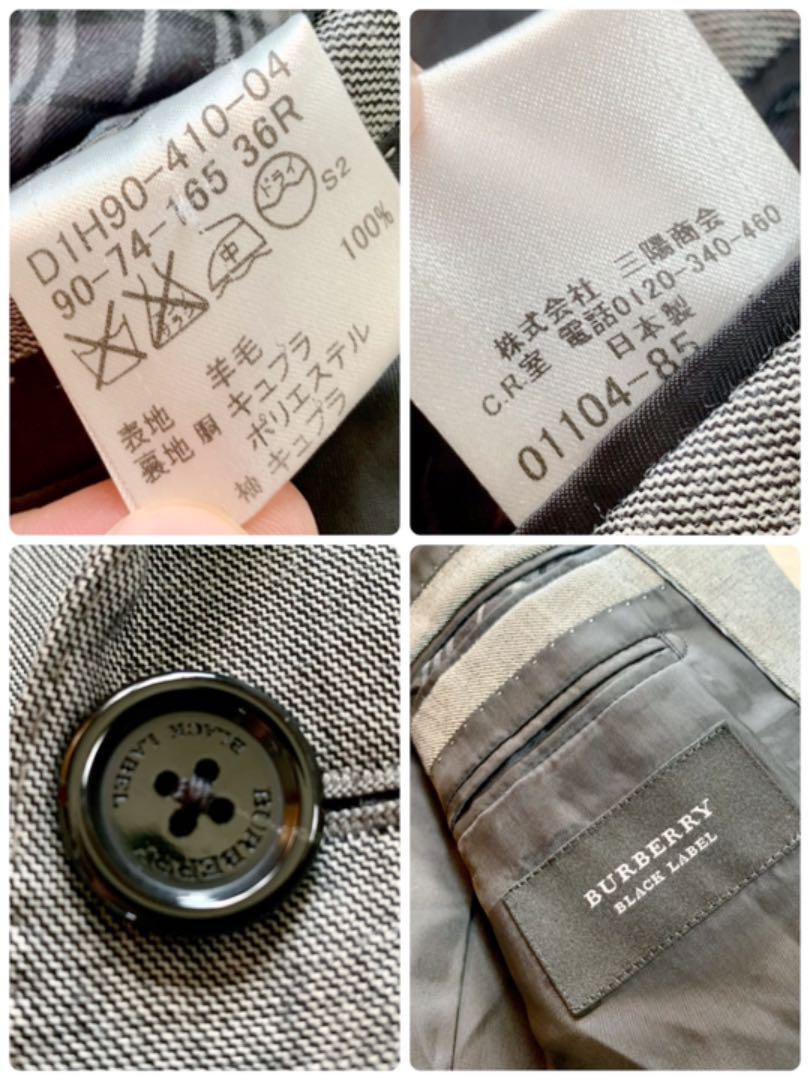 D1H90-410-04
90-74-165 36R
ドライ
S2
中
エンソ
100%
表地 羊毛
裏地 胴 キュプラ
ポリエステル
袖 キュプラ
株式会社 三陽商会
C.R.室 電話0120-340-460
日本製
01104-85
BLACK LABEL
BURBERRY
BURBERRY
BLACK LABEL